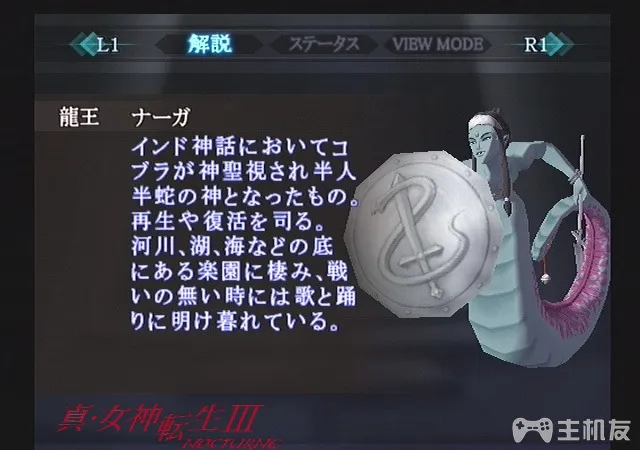 L1 解説 ステータス VIEW MODE R1
龍王 ナーガ
インド神話においてコ
ブラが神聖視され半人
半蛇の神となったもの。
再生や復活を司る。
河川、湖、海などの底
にある楽園に棲み、戦
いの無い時には歌と踊
りに明け暮れている。
真・女神転生III
NOCTURNE
主机友